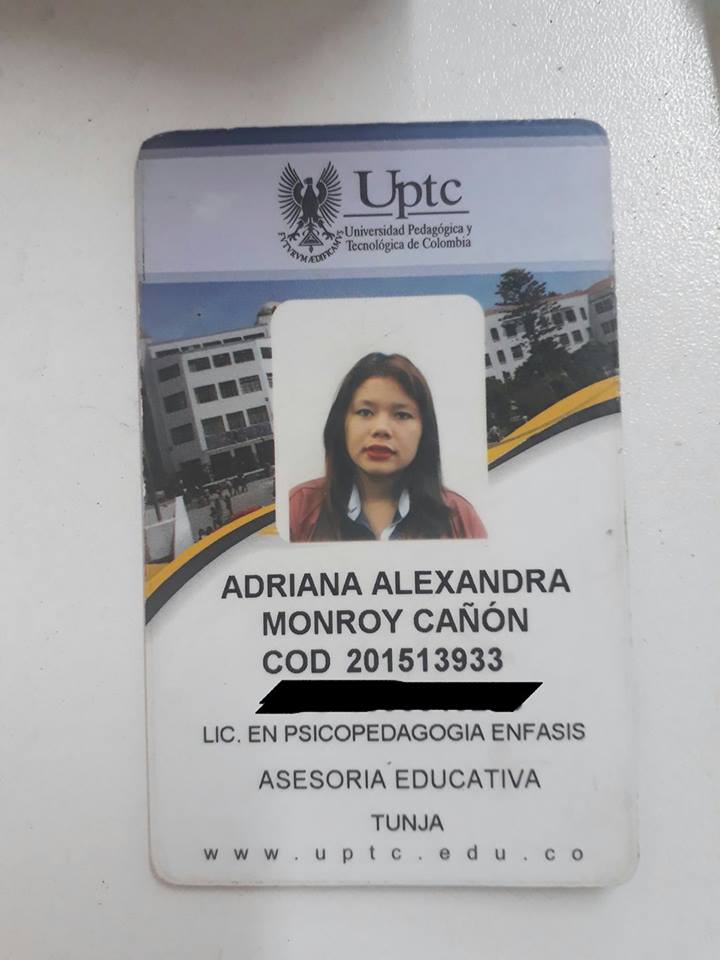 Uptc
Universidad Pedagógica y
Tecnológica de Colombia
FVTVRVM ÆDIFICAMVS
ADRIANA ALEXANDRA
MONROY CAÑÓN
COD 201513933
LIC. EN PSICOPEDAGOGIA ENFASIS
ASESORIA EDUCATIVA
TUNJA
www.uptc.edu.co